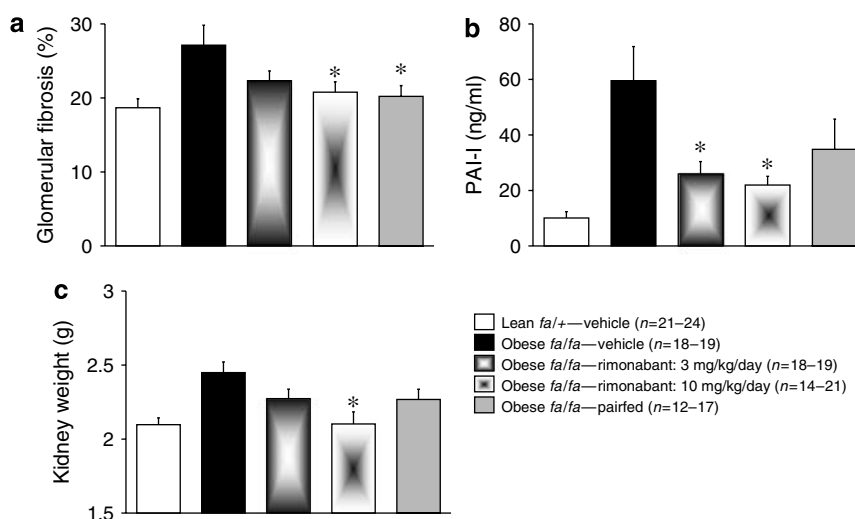 a
Glomerular fibrosis (%)
30
20
10
0
*
*
b
PAI-I (ng/ml)
80
60
40
20
0
*
*
c
Kidney weight (g)
3
2.5
2
1.5
*
Lean fa/+—vehicle (n=21–24)
Obese fa/fa—vehicle (n=18–19)
Obese fa/fa—rimonabant: 3 mg/kg/day (n=18–19)
Obese fa/fa—rimonabant: 10 mg/kg/day (n=14–21)
Obese fa/fa—pairfed (n=12–17)